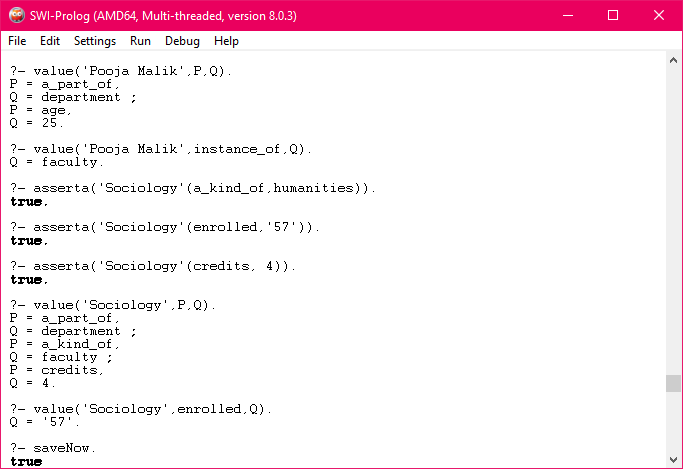 SWI-Prolog (AMD64, Multi-threaded, version 8.0.3)
File Edit Settings Run Debug Help
?- value('Pooja Malik',P,Q).
P = a_part_of,
Q = department ;
P = age,
Q = 25.
?- value('Pooja Malik',instance_of,Q).
Q = faculty.
?- asserta('Sociology'(a_kind_of,humanities)).
true.
?- asserta('Sociology'(enrolled,'57')).
true.
?- asserta('Sociology'(credits, 4)).
true.
?- value('Sociology',P,Q).
P = a_part_of,
Q = department ;
P = a_kind_of,
Q = faculty ;
P = credits,
Q = 4.
?- value('Sociology',enrolled,Q).
Q = '57'.
?- saveNow.
true